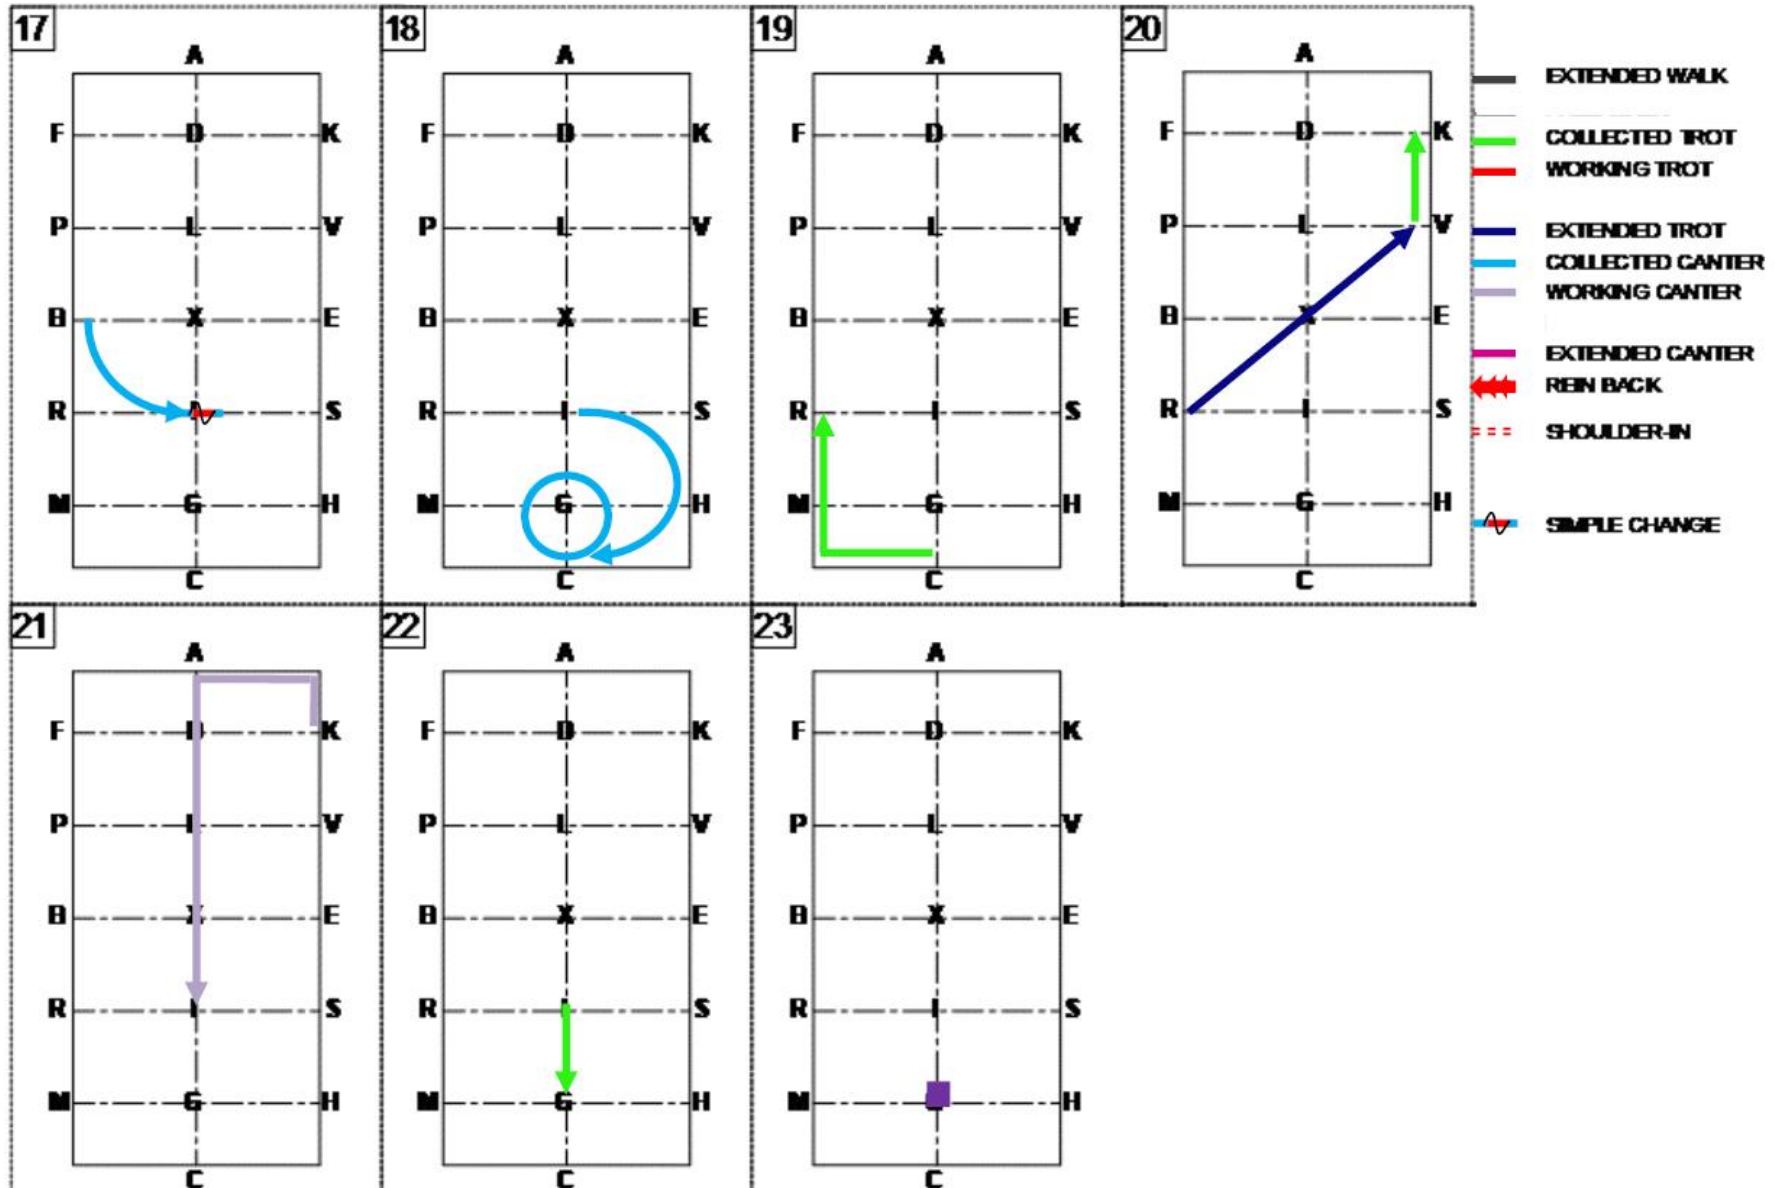 17
A
F D K
P L V
B X E
R S
M G H
C
18
A
F D K
P L V
B X E
R I S
M G H
C
19
A
F D K
P L V
B X E
R I S
M G H
C
20
A
F D K
P L V
B X E
R I S
M G H
C
EXTENDED WALK
COLLECTED TROT
WORKING TROT
EXTENDED TROT
COLLECTED CANTER
WORKING CANTER
EXTENDED CANTER
REIN BACK
SHOULDER-IN
SIMPLE CHANGE
21
A
F D K
P L V
B X E
R I S
M G H
C
22
A
F D K
P L V
B X E
R I S
M G H
C
23
A
F D K
P L V
B X E
R I S
M H
C